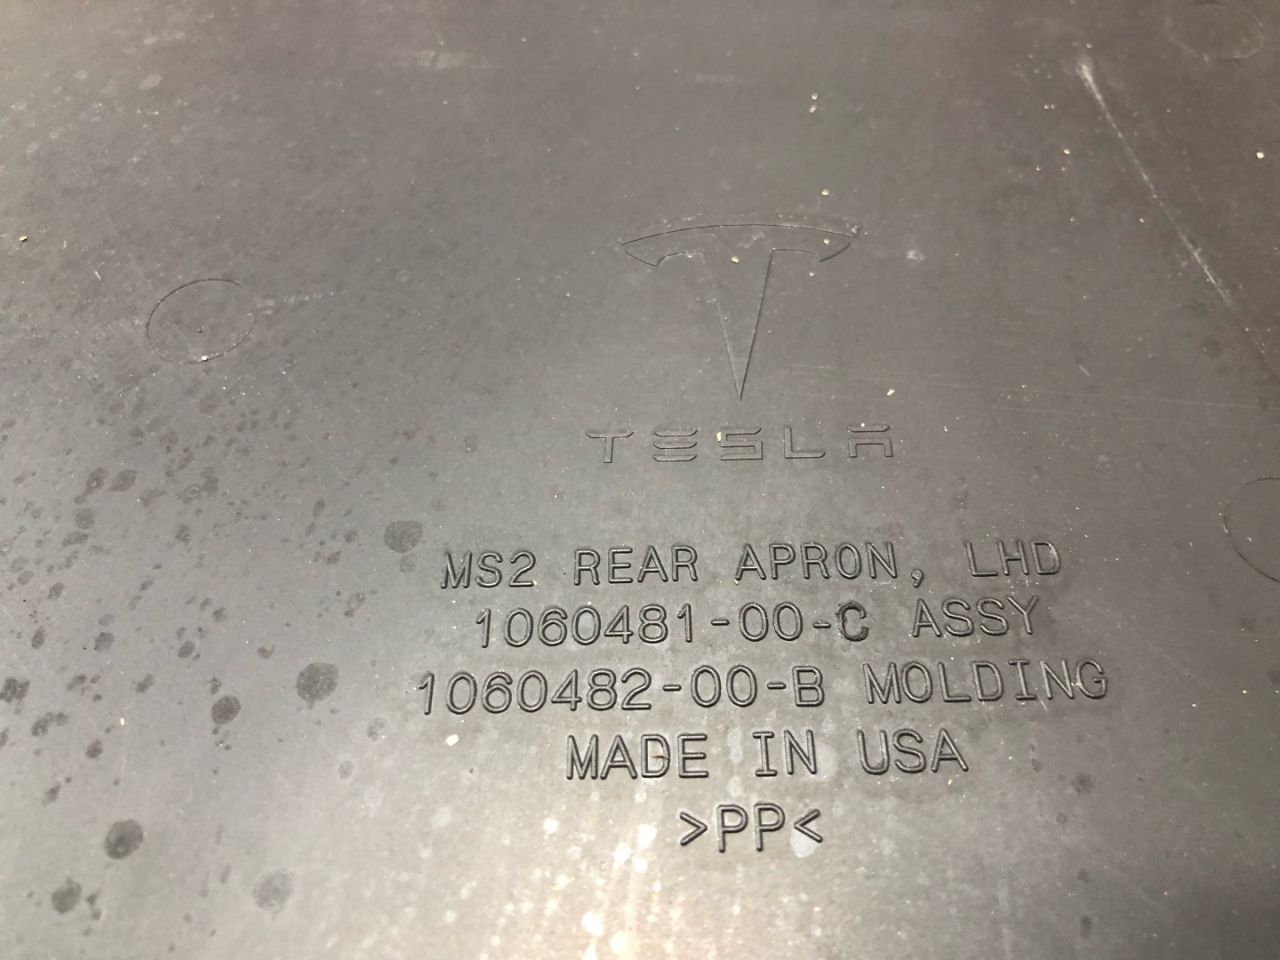 TESLA
MS2 REAR APRON, LHD
1060481-00-C ASSY
1060482-00-B MOLDING
MADE IN USA
>PP<